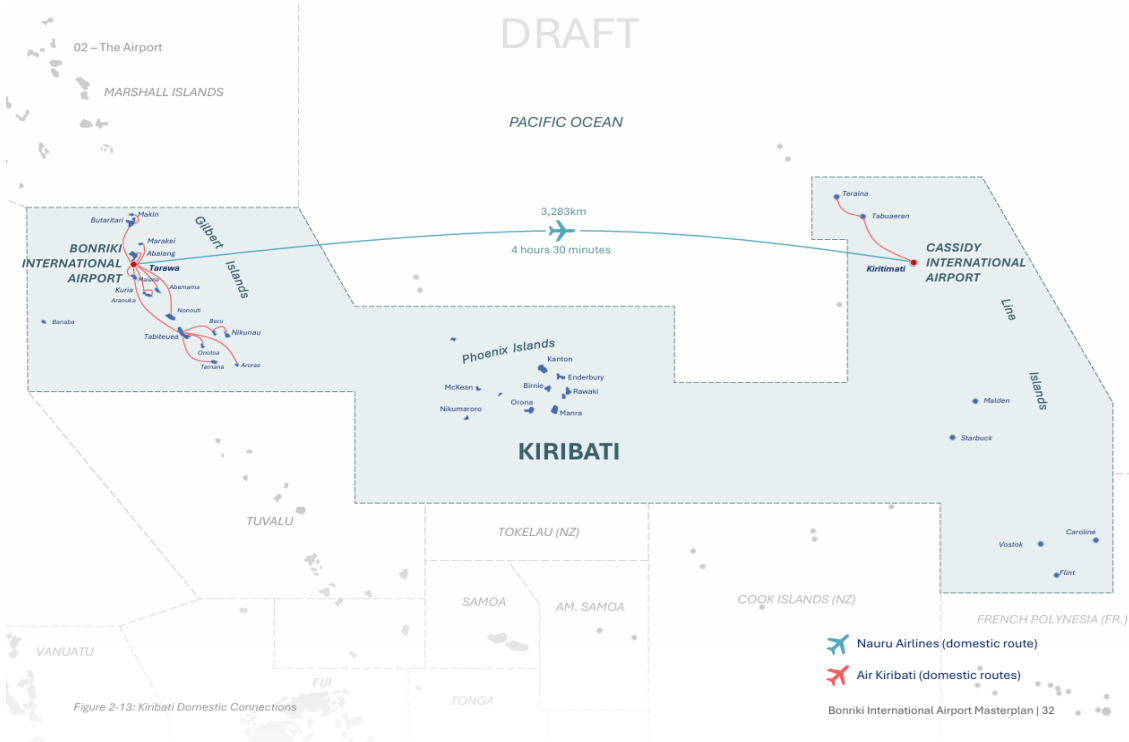 DRAFT
02 – The Airport
MARSHALL ISLANDS
PACIFIC OCEAN
3,283km
4 hours 30 minutes
Makin
Butaritari
Gilbert
Islands
BONRIKI
INTERNATIONAL
AIRPORT
Marakei
Abaiang
Tarawa
Maiana
Kuria
Abemama
Aranuka
Banaba
Nonouti
Beru
Nikunau
Tabiteuea
Onotoa
Tamana
Arorae
Teraina
Tabuaeran
Kiritimati
CASSIDY
INTERNATIONAL
AIRPORT
Line
Islands
Phoenix Islands
Kanton
Enderbury
McKean
Birnie
Rawaki
Orona
Nikumaroro
Manra
KIRIBATI
Malden
Starbuck
Caroline
Vostok
Flint
TUVALU
TOKELAU (NZ)
SAMOA
AM. SAMOA
COOK ISLANDS (NZ)
FRENCH POLYNESIA (FR.)
VANUATU
FIJI
TONGA
Nauru Airlines (domestic route)
Air Kiribati (domestic routes)
Figure 2-13: Kiribati Domestic Connections
Bonriki International Airport Masterplan | 32